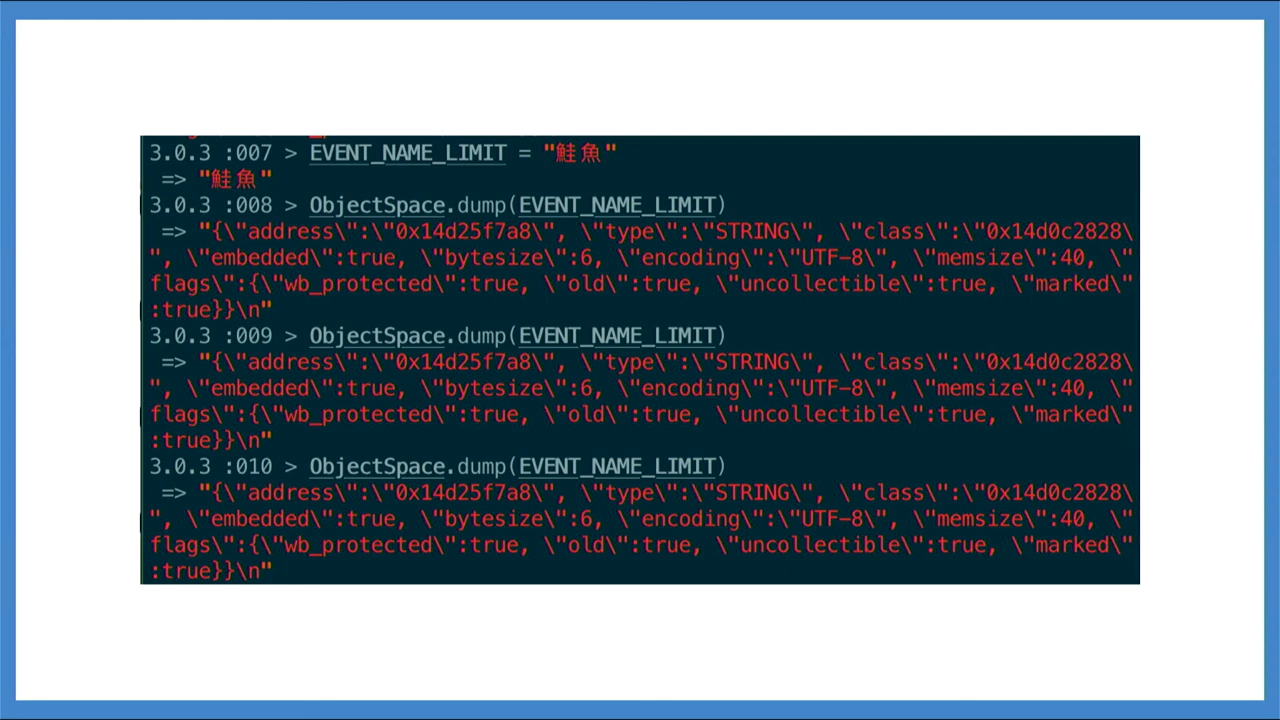 3.0.3 :007 > EVENT_NAME_LIMIT = "鮭魚"
=> "鮭魚"
3.0.3 :008 > ObjectSpace.dump(EVENT_NAME_LIMIT)
=> "{\"address\":\"0x14d25f7a8\", \"type\":\"STRING\", \"class\":\"0x14d0c2828\
", \"embedded\":true, \"bytesize\":6, \"encoding\":\"UTF-8\", \"memsize\":40, \"
flags\":{\"wb_protected\":true, \"old\":true, \"uncollectible\":true, \"marked\"
:true}}\n"
3.0.3 :009 > ObjectSpace.dump(EVENT_NAME_LIMIT)
=> "{\"address\":\"0x14d25f7a8\", \"type\":\"STRING\", \"class\":\"0x14d0c2828\
", \"embedded\":true, \"bytesize\":6, \"encoding\":\"UTF-8\", \"memsize\":40, \"
flags\":{\"wb_protected\":true, \"old\":true, \"uncollectible\":true, \"marked\"
:true}}\n"
3.0.3 :010 > ObjectSpace.dump(EVENT_NAME_LIMIT)
=> "{\"address\":\"0x14d25f7a8\", \"type\":\"STRING\", \"class\":\"0x14d0c2828\
", \"embedded\":true, \"bytesize\":6, \"encoding\":\"UTF-8\", \"memsize\":40, \"
flags\":{\"wb_protected\":true, \"old\":true, \"uncollectible\":true, \"marked\"
:true}}\n"